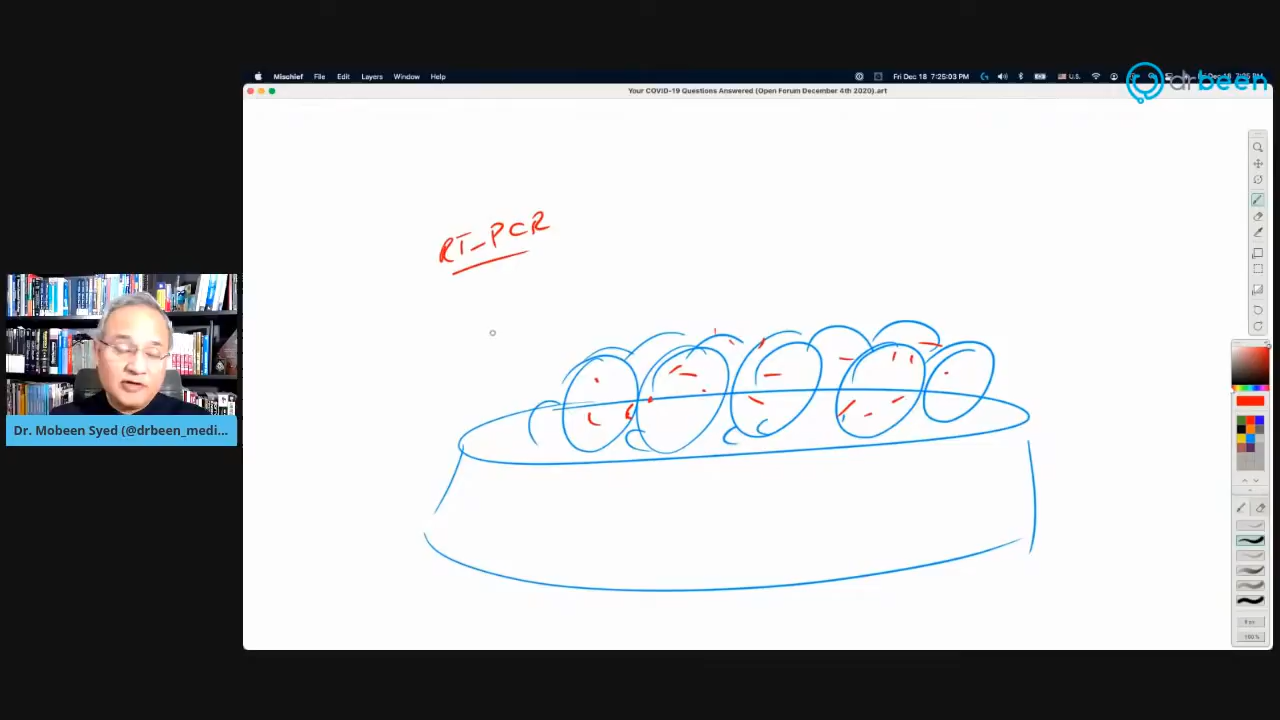 drbeen
Mischief File Edit Layers Window Help
Fri Dec 18 7:25:03 PM
U.S.
Your COVID-19 Questions Answered (Open Forum December 4th 2020).art
RT-PCR
Dr. Mobeen Syed (@drbeen_medi...